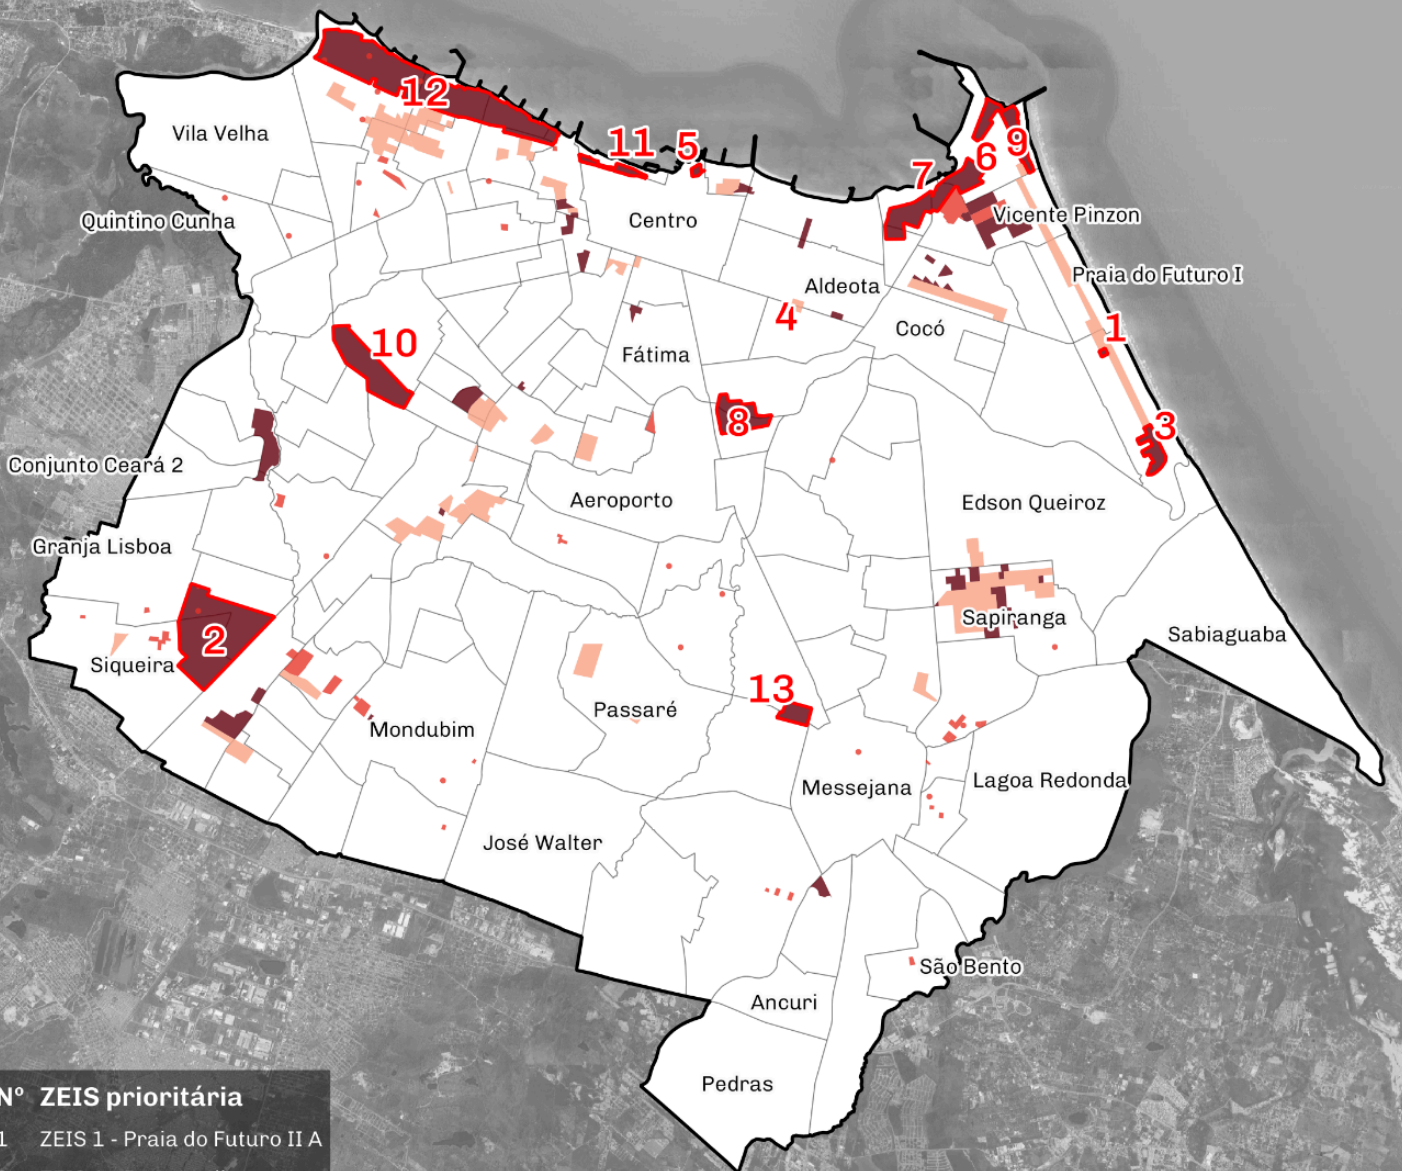 12
11
5
9
6
7
Vila Velha
Quintino Cunha
Centro
Vicente Pinzon
Praia do Futuro I
Aldeota
4
Cocó
1
10
Fátima
8
3
Conjunto Ceará 2
Aeroporto
Edson Queiroz
Granja Lisboa
Sapiranga
Sabiaguaba
2
Siqueira
13
Passaré
Mondubim
Messejana
Lagoa Redonda
José Walter
São Bento
Ancuri
Pedras
Nº ZEIS prioritária
1 ZEIS 1 - Praia do Futuro II A